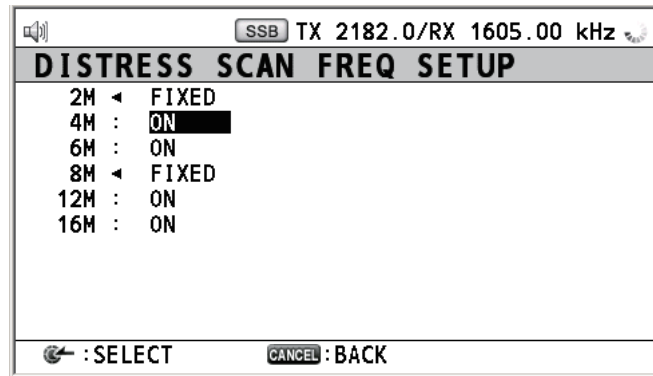 SSB TX 2182.0/RX 1605.00 kHz
DISTRESS SCAN FREQ SETUP
2M ◄ FIXED
4M : ON
6M : ON
8M ◄ FIXED
12M : ON
16M : ON
:SELECT CANCEL:BACK